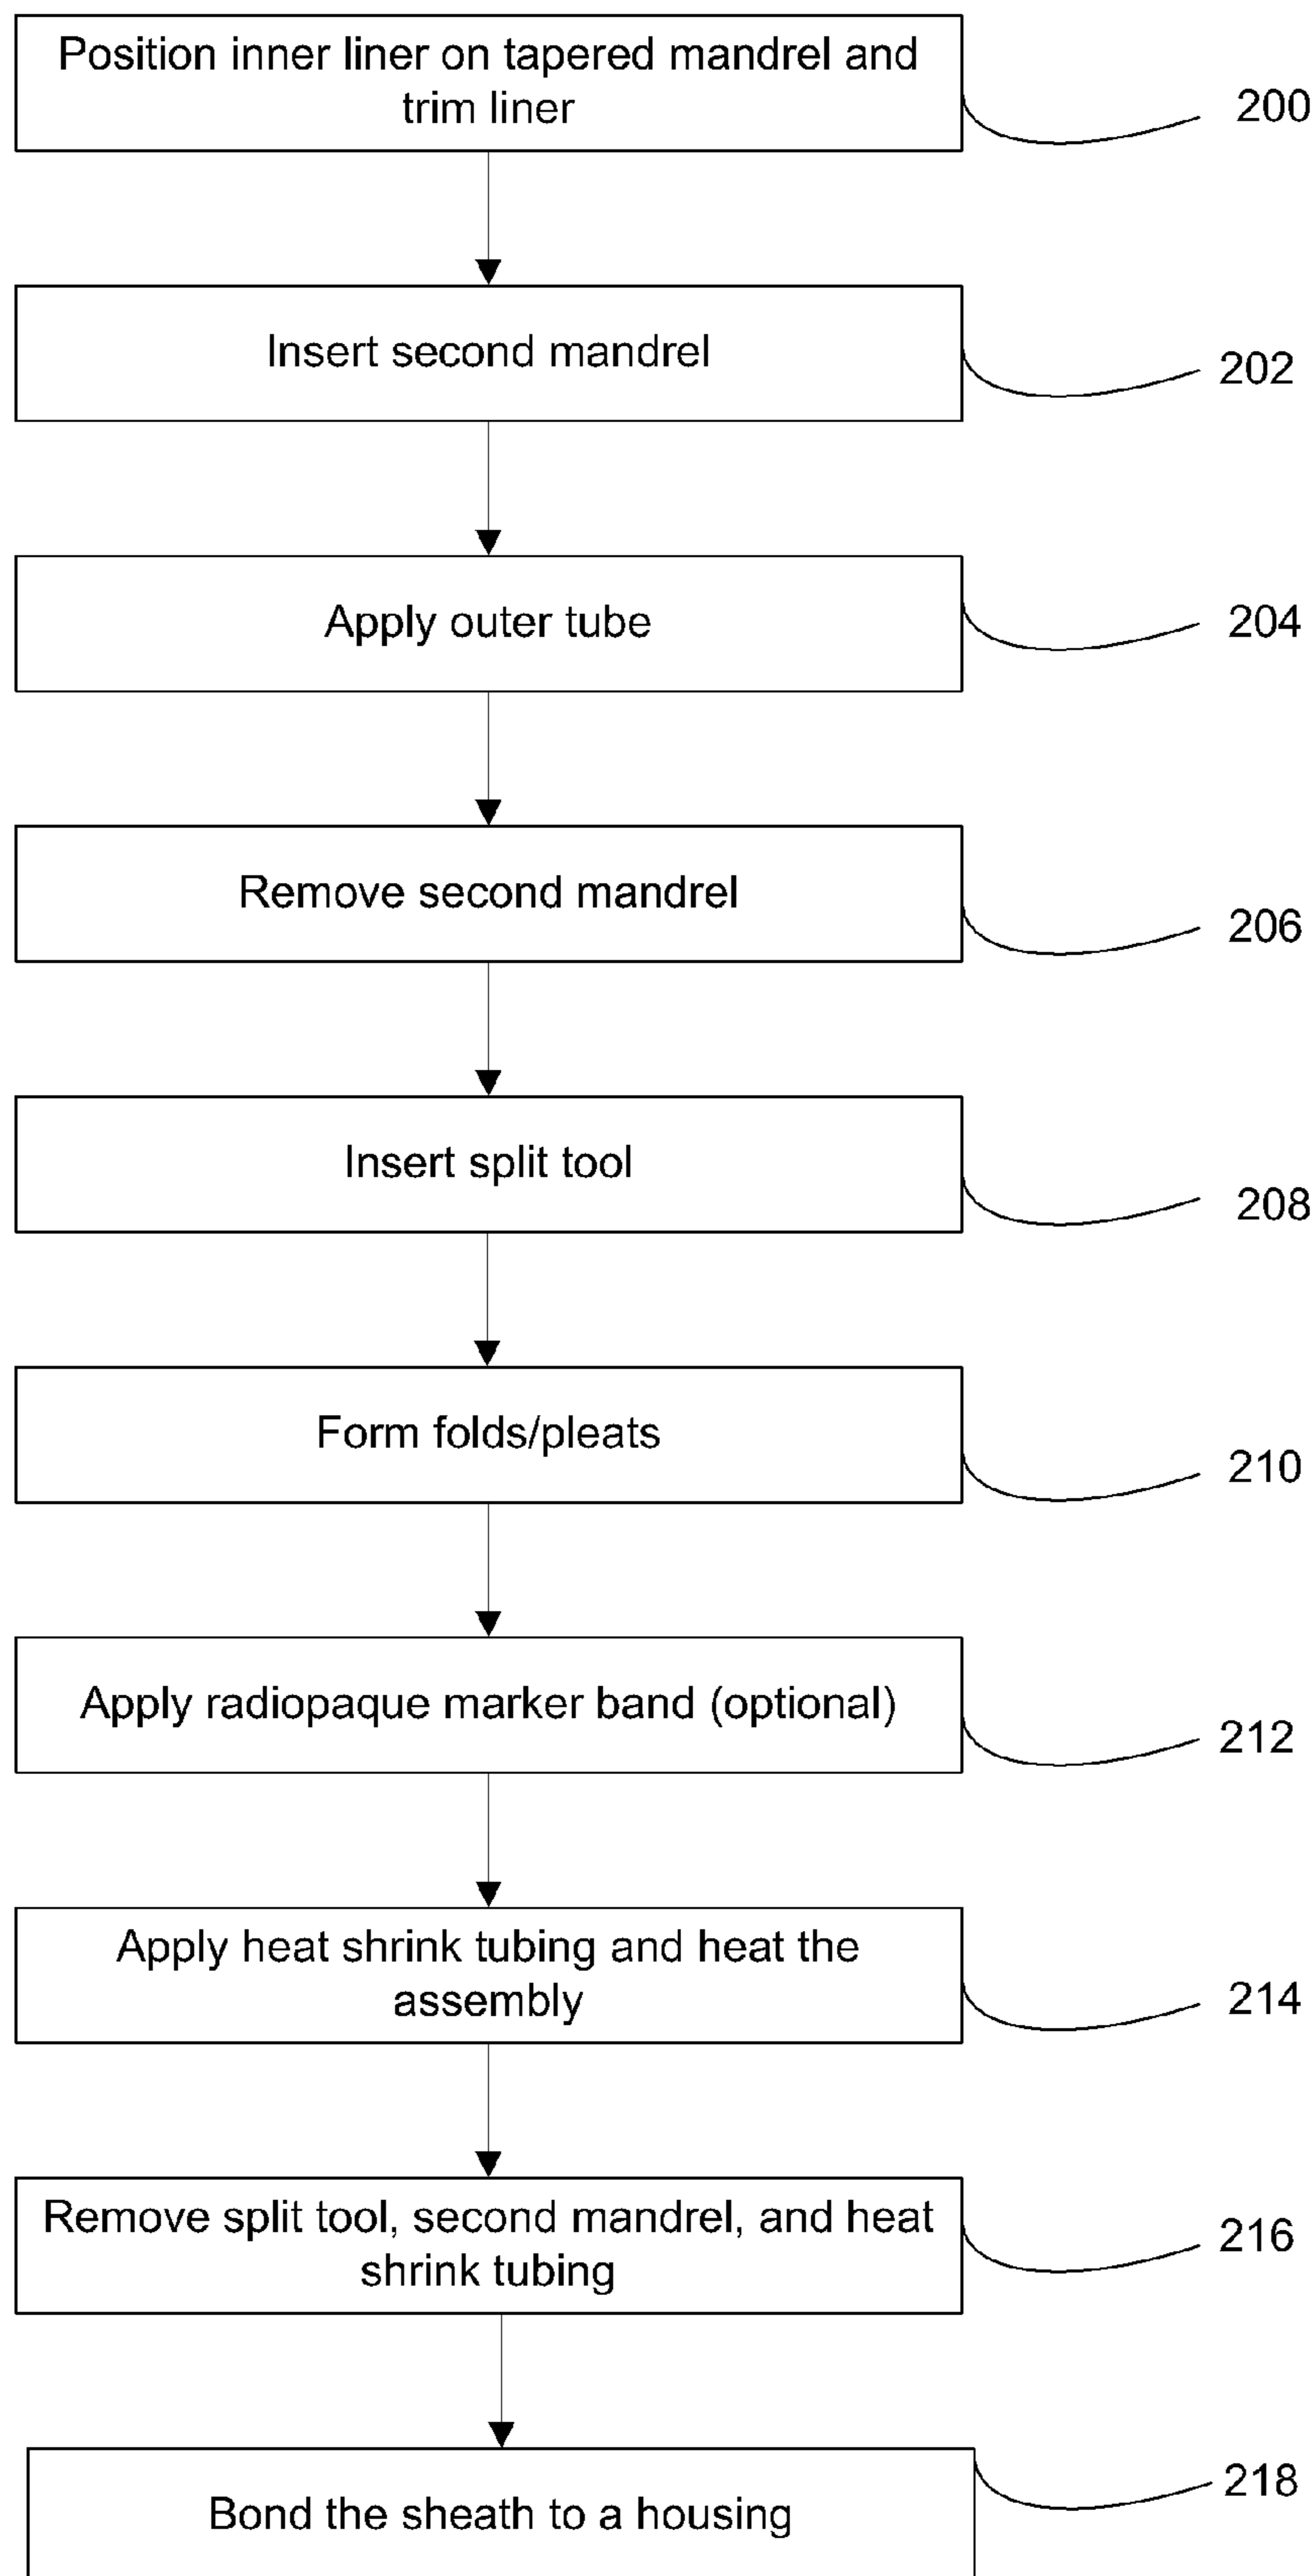 Position inner liner on tapered mandrel and
trim liner
200
Insert second mandrel
202
Apply outer tube
204
Remove second mandrel
206
Insert split tool
208
Form folds/pleats
210
Apply radiopaque marker band (optional)
212
Apply heat shrink tubing and heat the
assembly
214
Remove split tool, second mandrel, and heat
shrink tubing
216
Bond the sheath to a housing
218